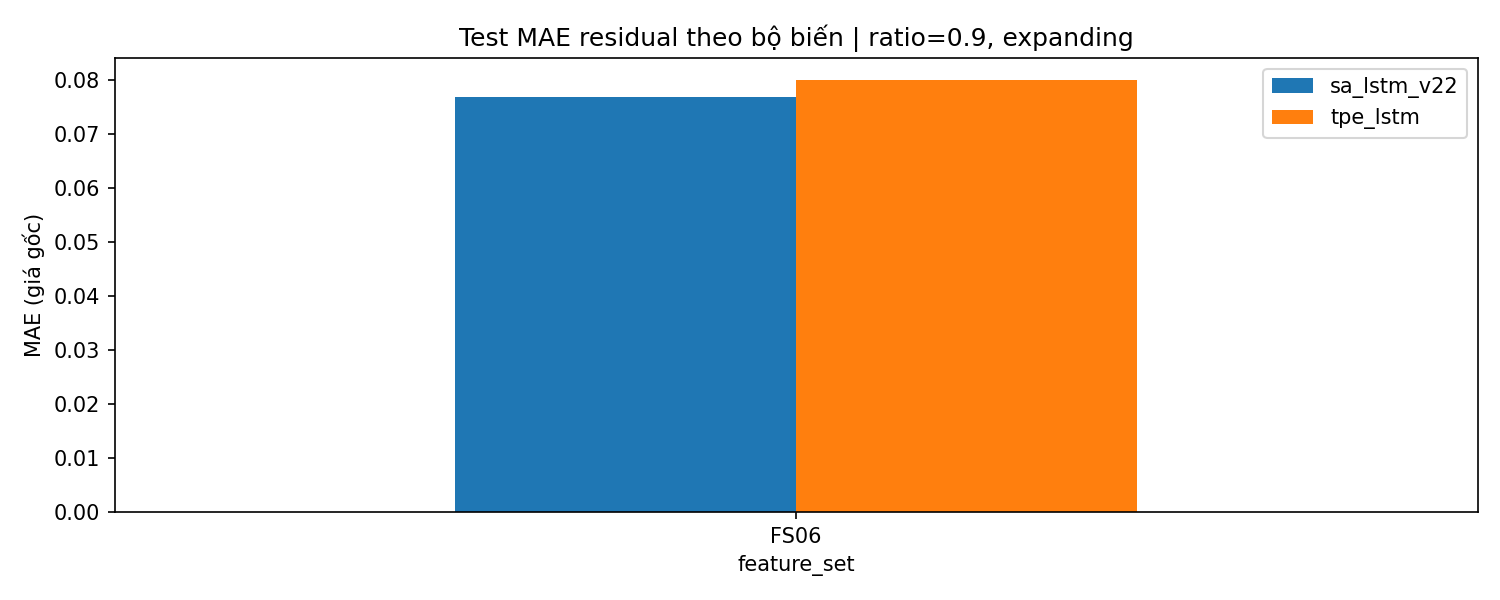 Test MAE residual theo bộ biến | ratio=0.9, expanding
sa_lstm_v22
tpe_lstm
MAE (giá gốc)
0.08
0.07
0.06
0.05
0.04
0.03
0.02
0.01
0.00
FS06
feature_set